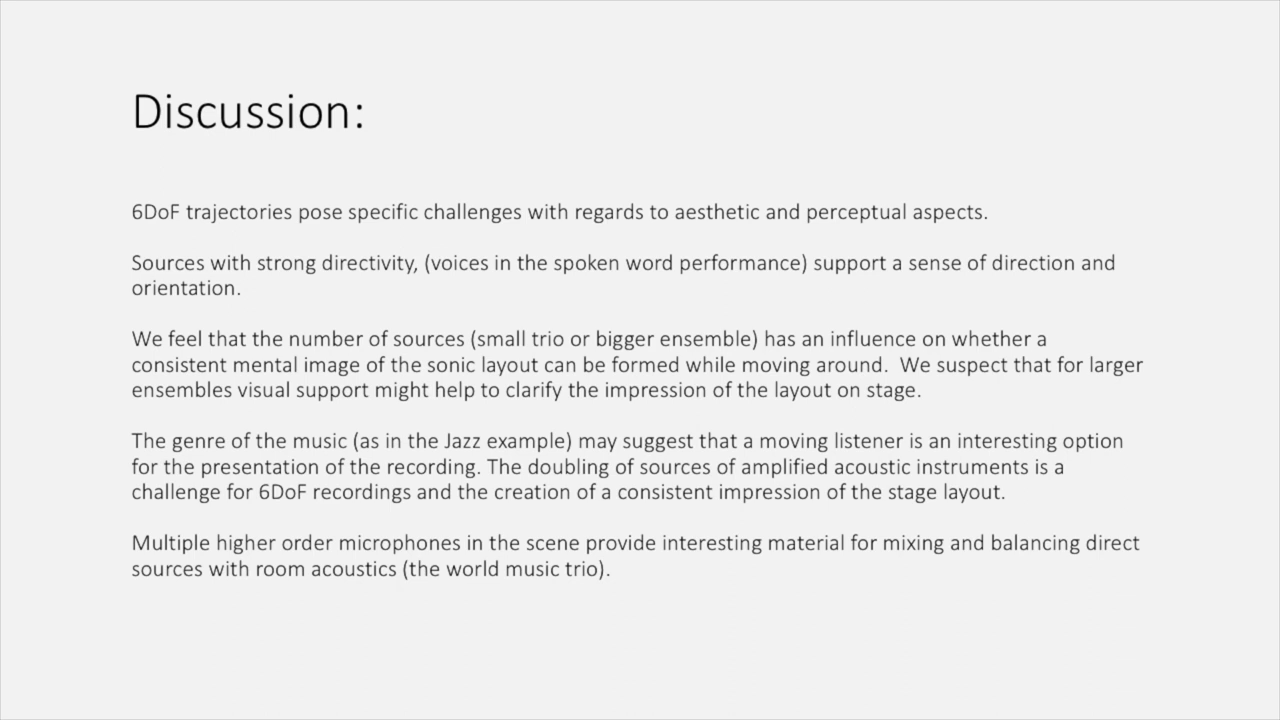 Discussion:
6DoF trajectories pose specific challenges with regards to aesthetic and perceptual aspects.
Sources with strong directivity, (voices in the spoken word performance) support a sense of direction and
orientation.
We feel that the number of sources (small trio or bigger ensemble) has an influence on whether a
consistent mental image of the sonic layout can be formed while moving around.  We suspect that for larger
ensembles visual support might help to clarify the impression of the layout on stage.
The genre of the music (as in the Jazz example) may suggest that a moving listener is an interesting option
for the presentation of the recording. The doubling of sources of amplified acoustic instruments is a
challenge for 6DoF recordings and the creation of a consistent impression of the stage layout.
Multiple higher order microphones in the scene provide interesting material for mixing and balancing direct
sources with room acoustics (the world music trio).